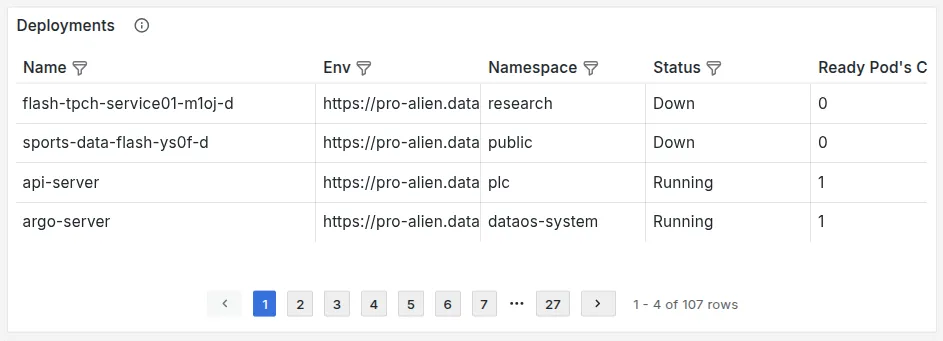 Deployments
Name Env Namespace Status Ready Pod's C
flash-tpch-service01-m1oj-d https://pro-alien.data research Down 0
sports-data-flash-ys0f-d https://pro-alien.data public Down 0
api-server https://pro-alien.data plc Running 1
argo-server https://pro-alien.data dataos-system Running 1
< 1 2 3 4 5 6 7 ••• 27 > 1 - 4 of 107 rows